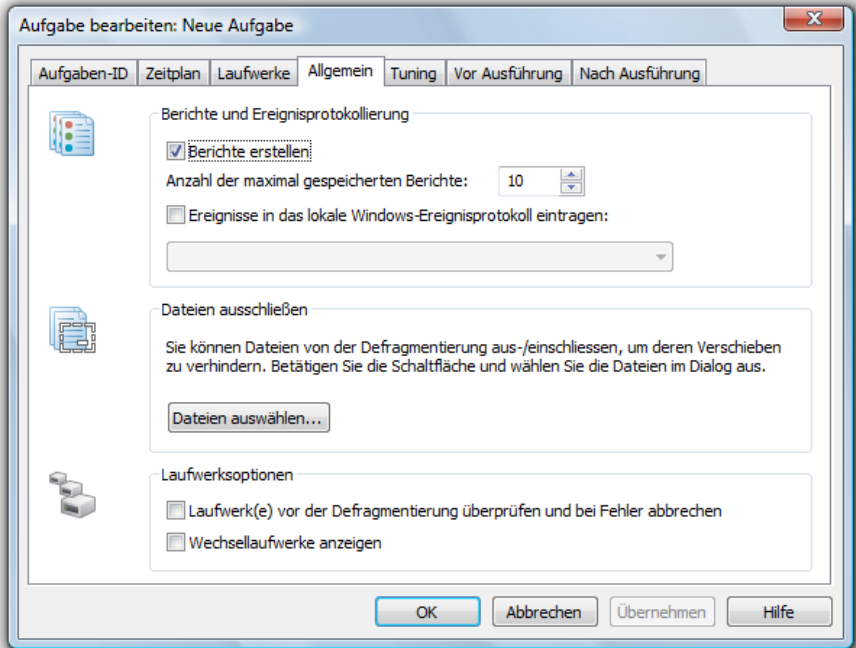 Aufgabe bearbeiten: Neue Aufgabe
Aufgaben-ID Zeitplan Laufwerke Allgemein Tuning Vor Ausführung Nach Ausführung
Berichte und Ereignisprotokollierung
Berichte erstellen
Anzahl der maximal gespeicherten Berichte: 10
Ereignisse in das lokale Windows-Ereignisprotokoll eintragen:
Dateien ausschließen
Sie können Dateien von der Defragmentierung aus-/einschliessen, um deren Verschieben
zu verhindern. Betätigen Sie die Schaltfläche und wählen Sie die Dateien im Dialog aus.
Dateien auswählen...
Laufwerksoptionen
Laufwerk(e) vor der Defragmentierung überprüfen und bei Fehler abbrechen
Wechsellaufwerke anzeigen
OK Abbrechen Übernehmen Hilfe